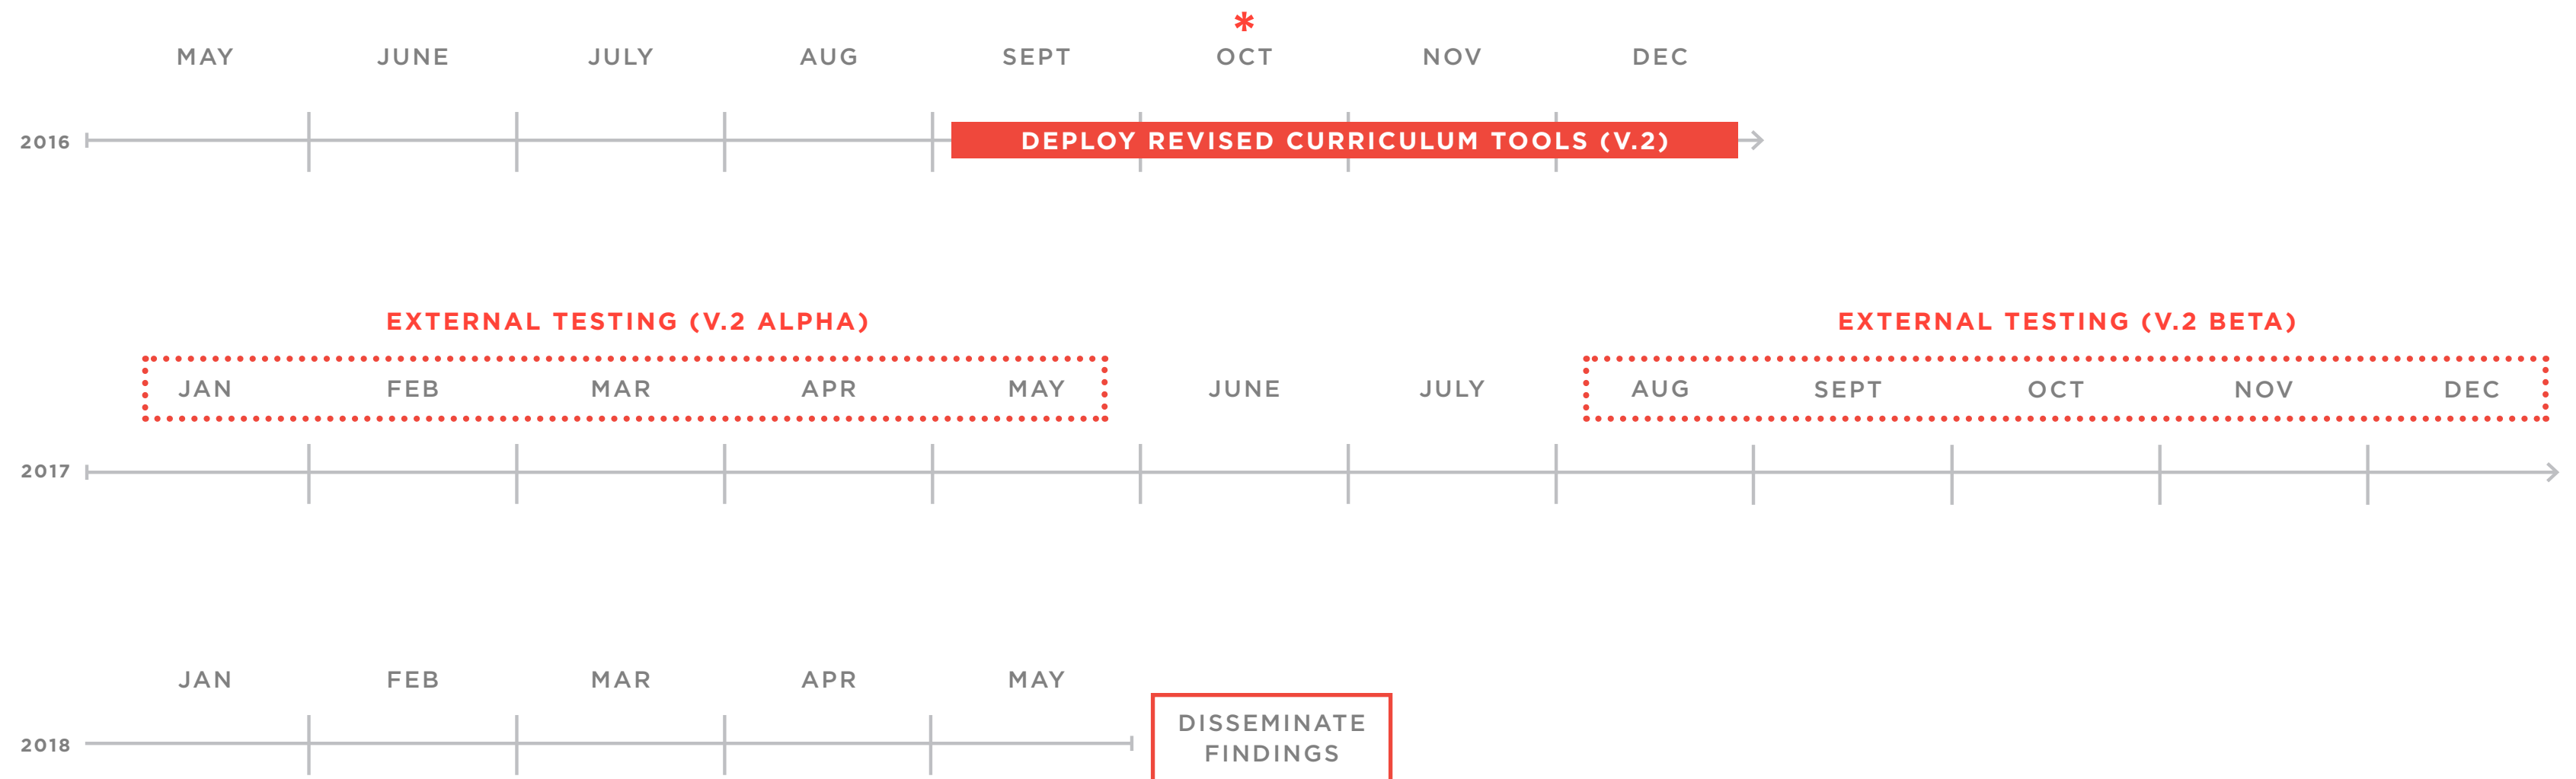 *
MAY JUNE JULY AUG SEPT OCT NOV DEC
2016 DEPLOY REVISED CURRICULUM TOOLS (V.2)
EXTERNAL TESTING (V.2 ALPHA) EXTERNAL TESTING (V.2 BETA)
JAN FEB MAR APR MAY JUNE JULY AUG SEPT OCT NOV DEC
2017
JAN FEB MAR APR MAY
2018
DISSEMINATE
FINDINGS